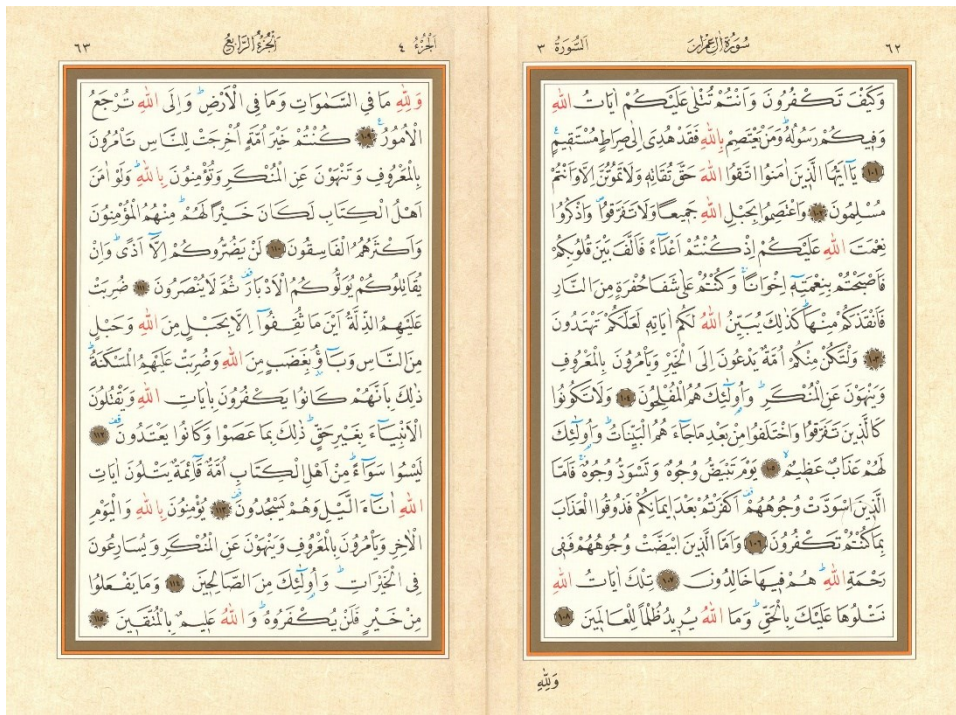 ٦٢ سُورَةُ اٰلِ عِمْرٰنَ اَلسُّورَةُ ٣
وَكَيْفَ تَكْفُرُونَ وَاَنْتُمْ تُتْلٰى عَلَيْكُمْ اٰيَاتُ اللّٰهِ
وَفِيكُمْ رَسُولُهُۜ وَمَنْ يَعْتَصِمْ بِاللّٰهِ فَقَدْ هُدِىَ اِلٰى صِرَاطٍ مُسْتَقِيمٍ۟
﴿١٠١﴾ يَٓا اَيُّهَا الَّذِينَ اٰمَنُوا اتَّقُوا اللّٰهَ حَقَّ تُقَاتِهِ وَلَا تَمُوتُنَّ اِلَّا وَاَنْتُمْ
مُسْلِمُونَ ﴿١٠٢﴾ وَاعْتَصِمُوا بِحَبْلِ اللّٰهِ جَمِيعًا وَلَا تَفَرَّقُواۖ وَاذْكُرُوا
نِعْمَتَ اللّٰهِ عَلَيْكُمْ اِذْ كُنْتُمْ اَعْدَٓاءً فَاَلَّفَ بَيْنَ قُلُوبِكُمْ
فَاَصْبَحْتُمْ بِنِعْمَتِهِٓ اِخْوَانًاۚ وَكُنْتُمْ عَلٰى شَفَا حُفْرَةٍ مِنَ النَّارِ
فَاَنْقَذَكُمْ مِنْهَاۜ كَذٰلِكَ يُبَيِّنُ اللّٰهُ لَكُمْ اٰيَاتِهِ لَعَلَّكُمْ تَهْتَدُونَ
﴿١٠٣﴾ وَلْتَكُنْ مِنْكُمْ اُمَّةٌ يَدْعُونَ اِلَى الْخَيْرِ وَيَأْمُرُونَ بِالْمَعْرُوفِ
وَيَنْهَوْنَ عَنِ الْمُنْكَرِۜ وَاُولٰٓئِكَ هُمُ الْمُفْلِحُونَ ﴿١٠٤﴾ وَلَا تَكُونُوا
كَالَّذِينَ تَفَرَّقُوا وَاخْتَلَفُوا مِنْ بَعْدِ مَا جَٓاءَ هُمُ الْبَيِّنَاتُۜ وَاُولٰٓئِكَ
لَهُمْ عَذَابٌ عَظِيمٌۙ ﴿١٠٥﴾ يَوْمَ تَبْيَضُّ وُجُوهٌ وَتَسْوَدُّ وُجُوهٌۚ فَاَمَّا
الَّذِينَ اسْوَدَّتْ وُجُوهُهُمْ۠ اَكَفَرْتُمْ بَعْدَ اِيمَانِكُمْ فَذُوقُوا الْعَذَابَ
بِمَا كُنْتُمْ تَكْفُرُونَ ﴿١٠٦﴾ وَاَمَّا الَّذِينَ ابْيَضَّتْ وُجُوهُهُمْ فَفِى
رَحْمَةِ اللّٰهِۜ هُمْ فِيهَا خَالِدُونَ ﴿١٠٧﴾ تِلْكَ اٰيَاتُ اللّٰهِ
نَتْلُوهَا عَلَيْكَ بِالْحَقِّۜ وَمَا اللّٰهُ يُرِيدُ ظُلْمًا لِلْعَالَمِينَ ﴿١٠٨﴾
وَلِلّٰهِ
اَلْجُزْءُ ٤ اَلْجُزْءُ الرَّابِعُ ٦٣
وَلِلّٰهِ مَا فِى السَّمٰوَاتِ وَمَا فِى الْاَرْضِۜ وَاِلَى اللّٰهِ تُرْجَعُ
الْاُمُورُ۟ ﴿١٠٩﴾ كُنْتُمْ خَيْرَ اُمَّةٍ اُخْرِجَتْ لِلنَّاسِ تَأْمُرُونَ
بِالْمَعْرُوفِ وَتَنْهَوْنَ عَنِ الْمُنْكَرِ وَتُؤْمِنُونَ بِاللّٰهِۜ وَلَوْ اٰمَنَ
اَهْلُ الْكِتَابِ لَكَانَ خَيْرًا لَهُمْۜ مِنْهُمُ الْمُؤْمِنُونَ
وَاَكْثَرُهُمُ الْفَاسِقُونَ ﴿١١٠﴾ لَنْ يَضُرُّوكُمْ اِلَّٓا اَذًىۜ وَاِنْ
يُقَاتِلُوكُمْ يُوَلُّوكُمُ الْاَدْبَارَ۠ ثُمَّ لَا يُنْصَرُونَ ﴿١١١﴾ ضُرِبَتْ
عَلَيْهِمُ الذِّلَّةُ اَيْنَ مَا ثُقِفُٓوا اِلَّا بِحَبْلٍ مِنَ اللّٰهِ وَحَبْلٍ
مِنَ النَّاسِ وَبَٓاؤُ بِغَضَبٍ مِنَ اللّٰهِ وَضُرِبَتْ عَلَيْهِمُ الْمَسْكَنَةُۜ
ذٰلِكَ بِاَنَّهُمْ كَانُوا يَكْفُرُونَ بِاٰيَاتِ اللّٰهِ وَيَقْتُلُونَ
الْاَنْبِيَٓاءَ بِغَيْرِ حَقٍّۜ ذٰلِكَ بِمَا عَصَوْا وَكَانُوا يَعْتَدُونَ۠ ﴿١١٢﴾
لَيْسُوا سَوَٓاءًۜ مِنْ اَهْلِ الْكِتَابِ اُمَّةٌ قَٓائِمَةٌ يَتْلُونَ اٰيَاتِ
اللّٰهِ اٰنَٓاءَ الَّيْلِ وَهُمْ يَسْجُدُونَ۠ ﴿١١٣﴾ يُؤْمِنُونَ بِاللّٰهِ وَالْيَوْمِ
الْاٰخِرِ وَيَأْمُرُونَ بِالْمَعْرُوفِ وَيَنْهَوْنَ عَنِ الْمُنْكَرِ وَيُسَارِعُونَ
فِى الْخَيْرَاتِۜ وَاُولٰٓئِكَ مِنَ الصَّالِحِينَ ﴿١١٤﴾ وَمَا يَفْعَلُوا
مِنْ خَيْرٍ فَلَنْ يُكْفَرُوهُۜ وَاللّٰهُ عَلِيمٌ بِالْمُتَّقِينَ ﴿١١٥﴾